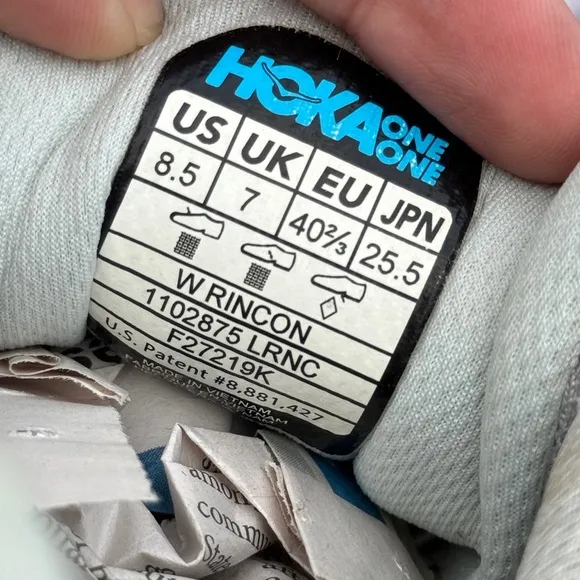 HOKA ONE ONE
US UK EU JPN
8.5 7 40⅔ 25.5
W RINCON
1102875 LRNC
F27219K
U.S. patent #8,881,427
MADE IN VIETNAM
comm